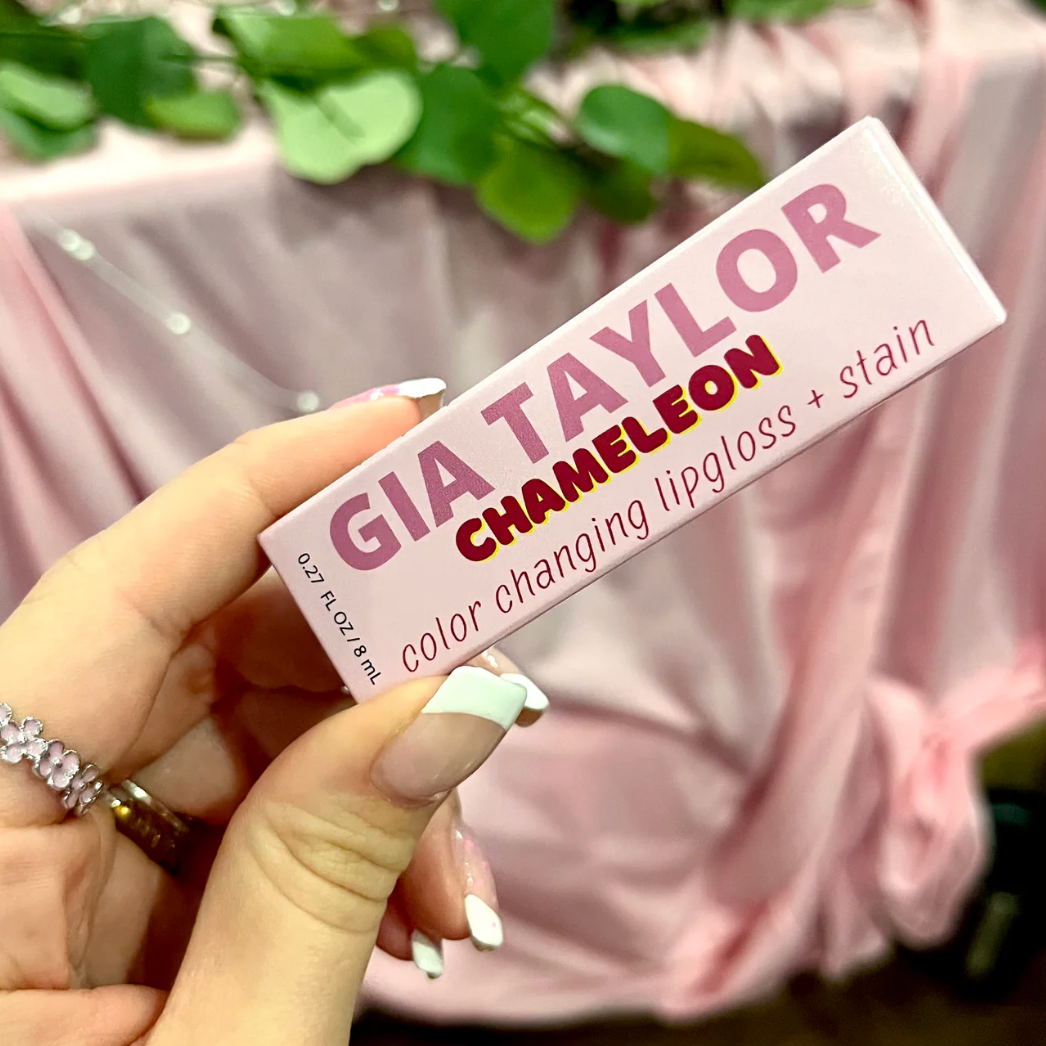 GIA TAYLOR
CHAMELEON
color changing lipgloss + stain
0.27 FL OZ / 8 mL